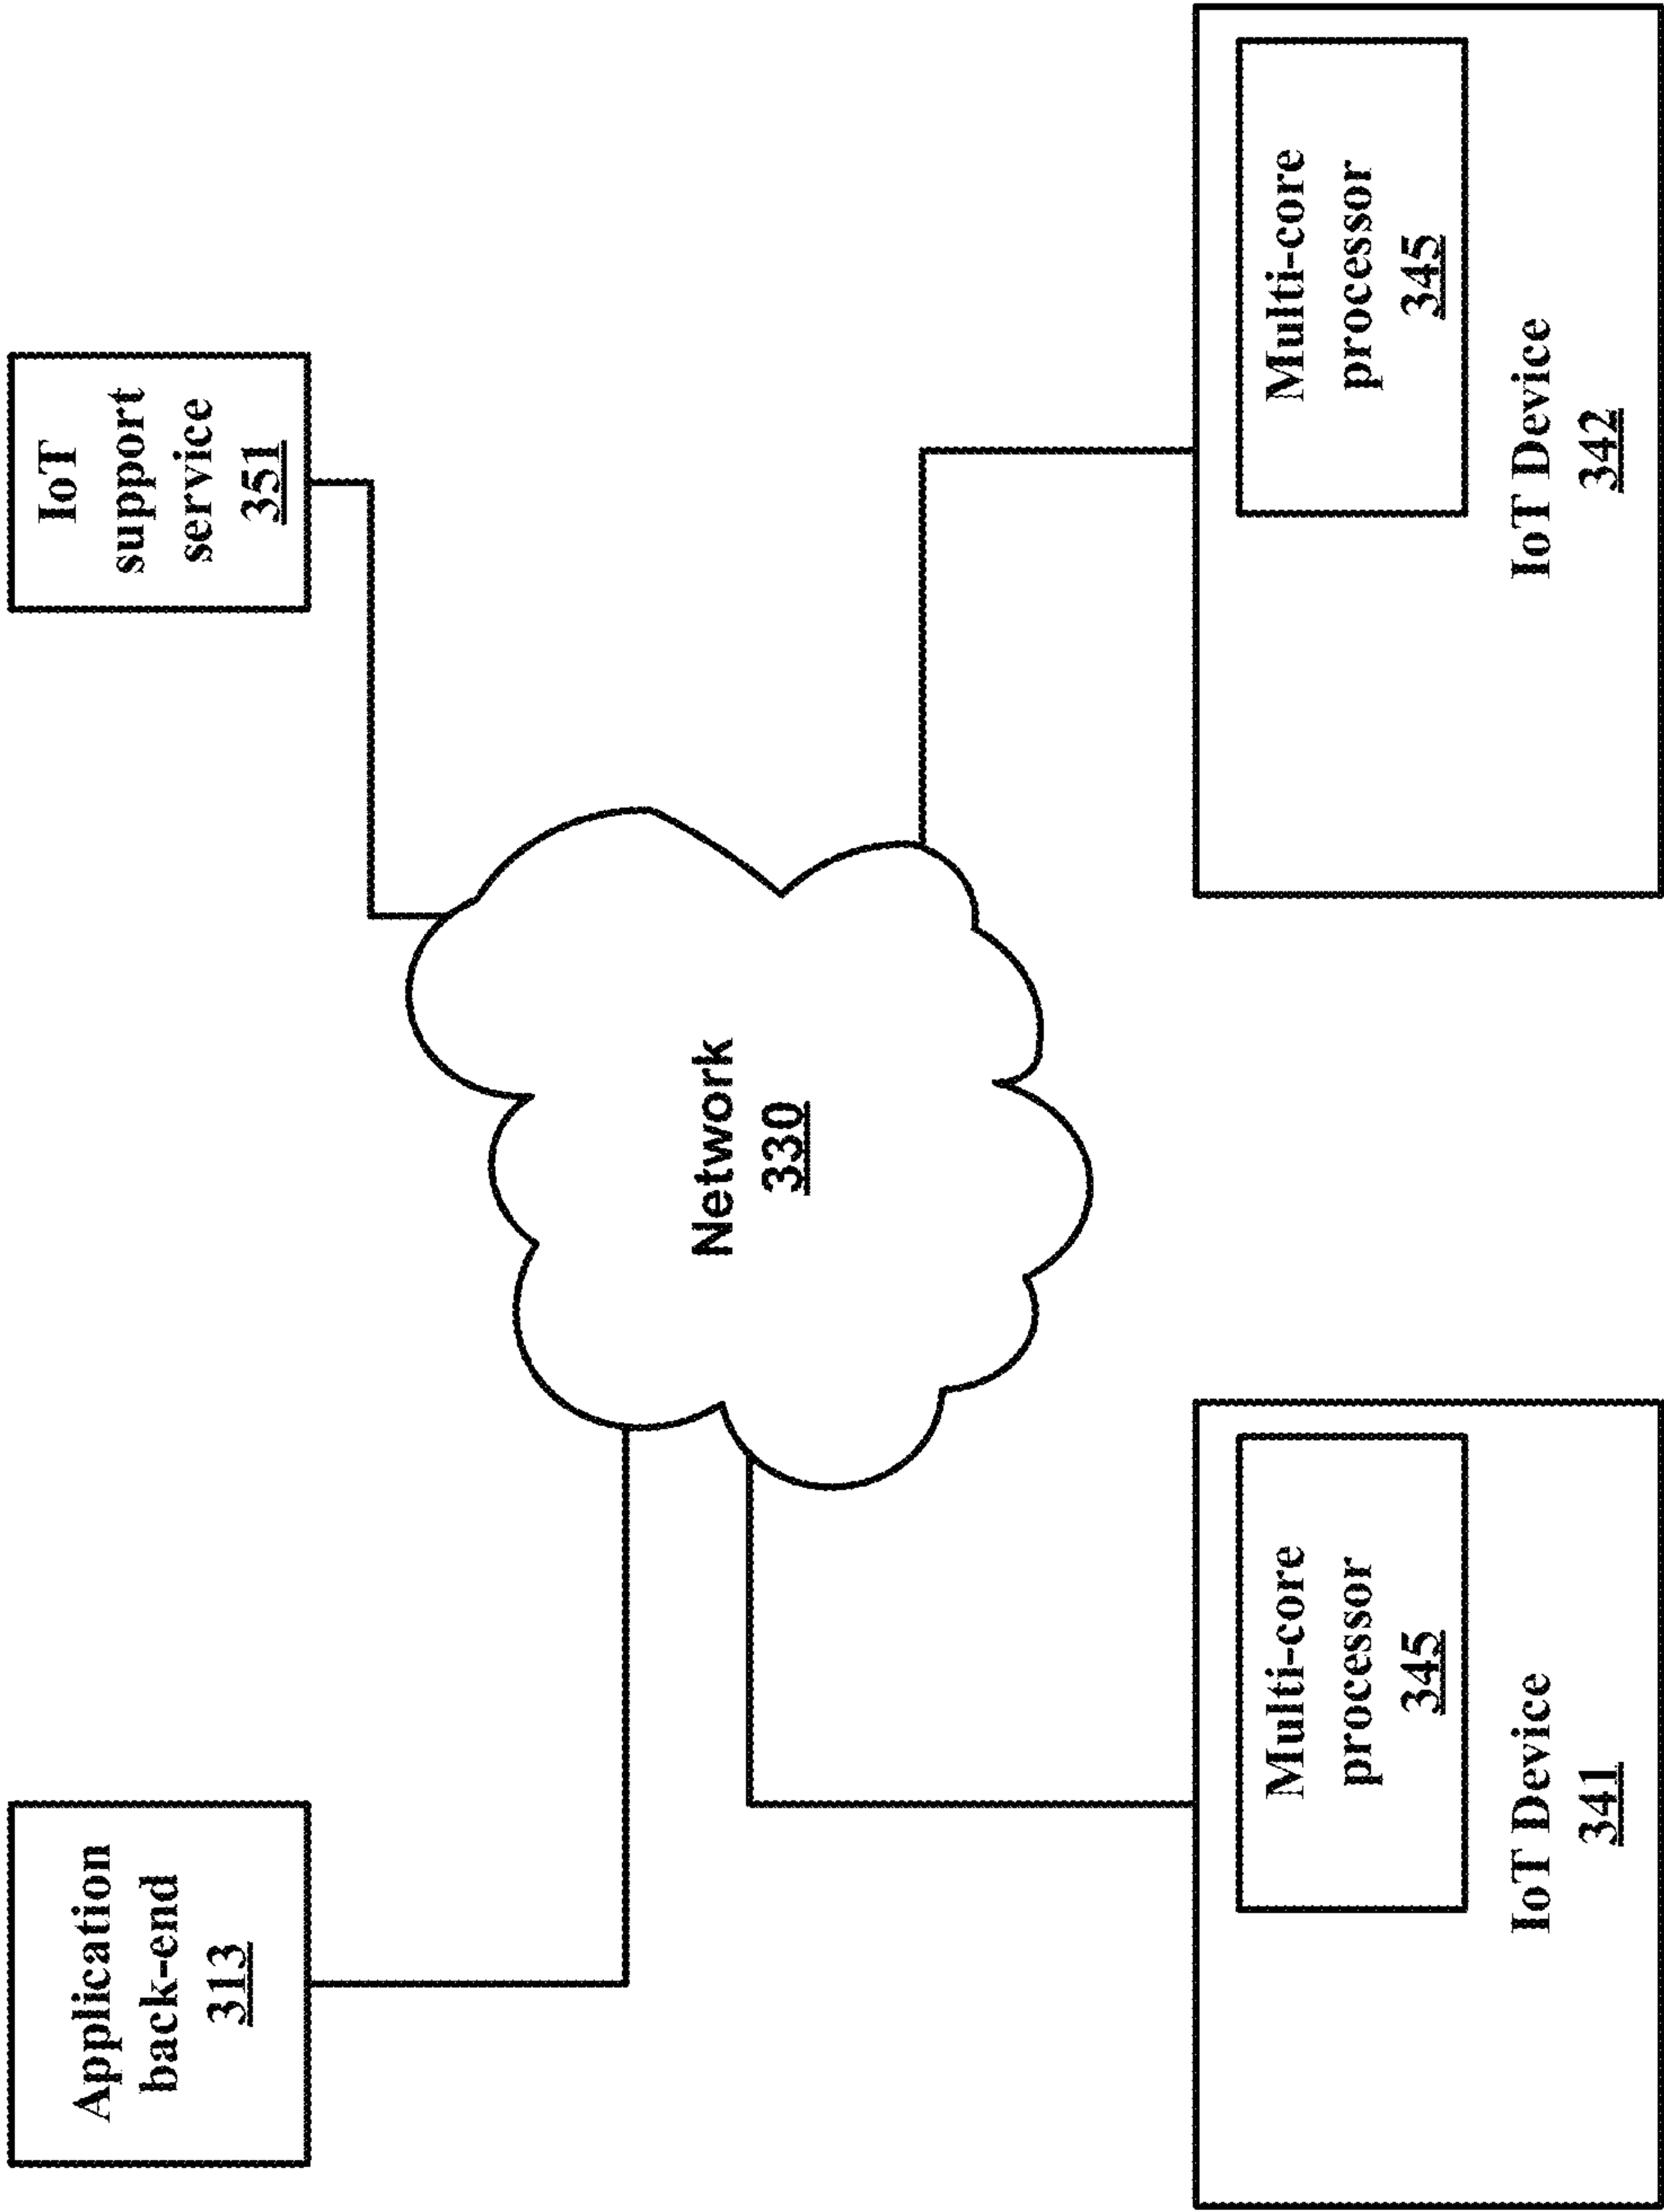 Application
back-end
313
IoT
support
service
351
Network
330
Multi-core
processor
345
IoT Device
341
Multi-core
processor
345
IoT Device
342